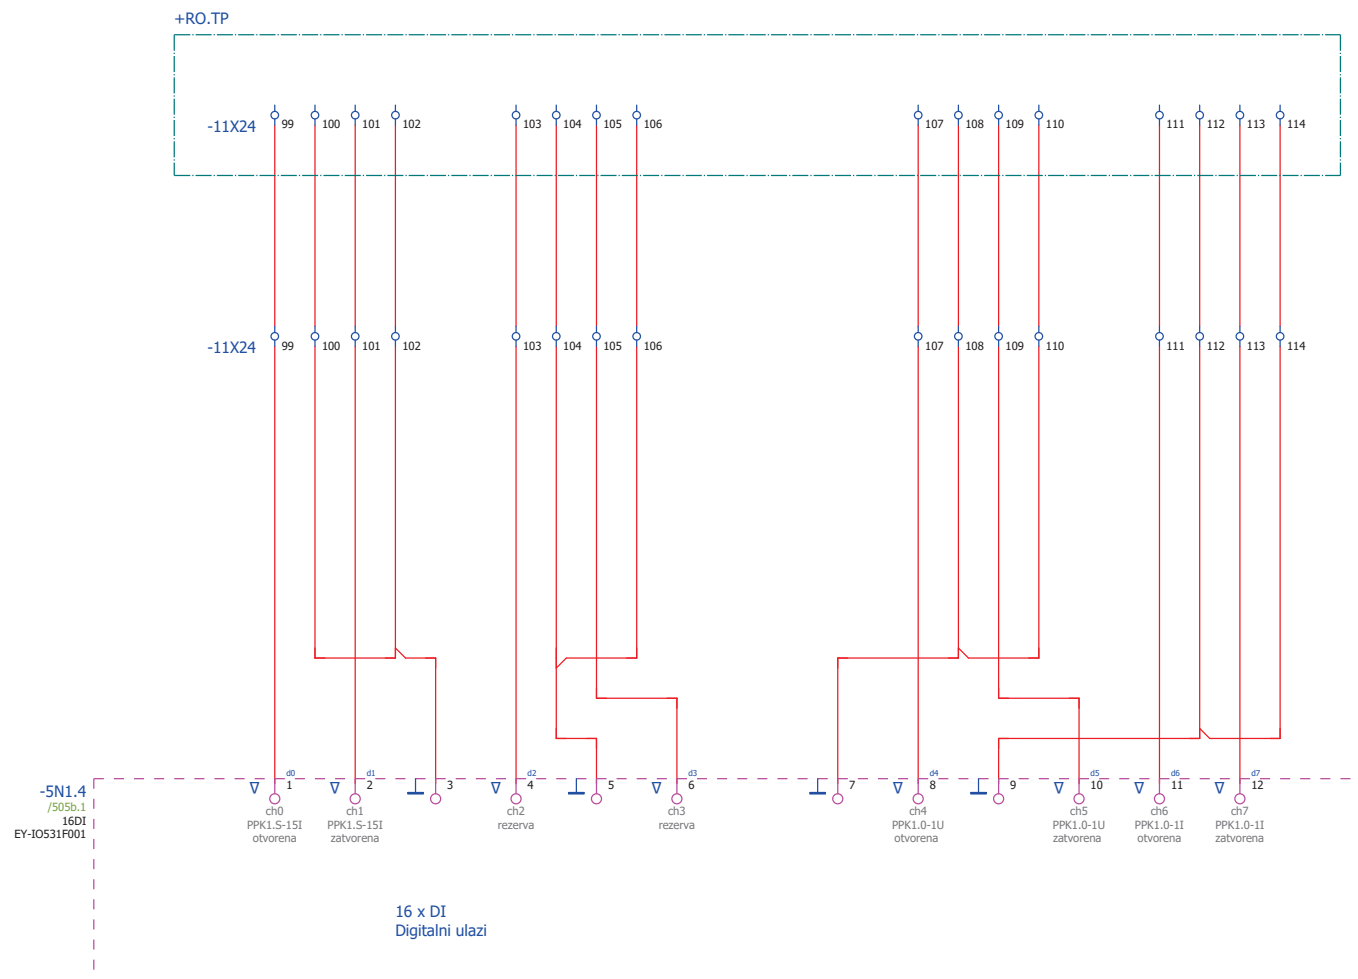 +RO.TP
-11X24 99 100 101 102 103 104 105 106 107 108 109 110 111 112 113 114
-11X24 99 100 101 102 103 104 105 106 107 108 109 110 111 112 113 114
d0 d1 d2 d3 d4 d5 d6 d7
-5N1.4 1 2 3 4 5 6 7 8 9 10 11 12
/505b.1
16DI
EY-IO531F001
ch0 ch1 ch2 ch3 ch4 ch5 ch6 ch7
PPK1.S-15I PPK1.S-15I rezerva rezerva PPK1.0-1U PPK1.0-1U PPK1.0-1I PPK1.0-1I
otvorena zatvorena otvorena zatvorena otvorena zatvorena
16 x DI
Digitalni ulazi